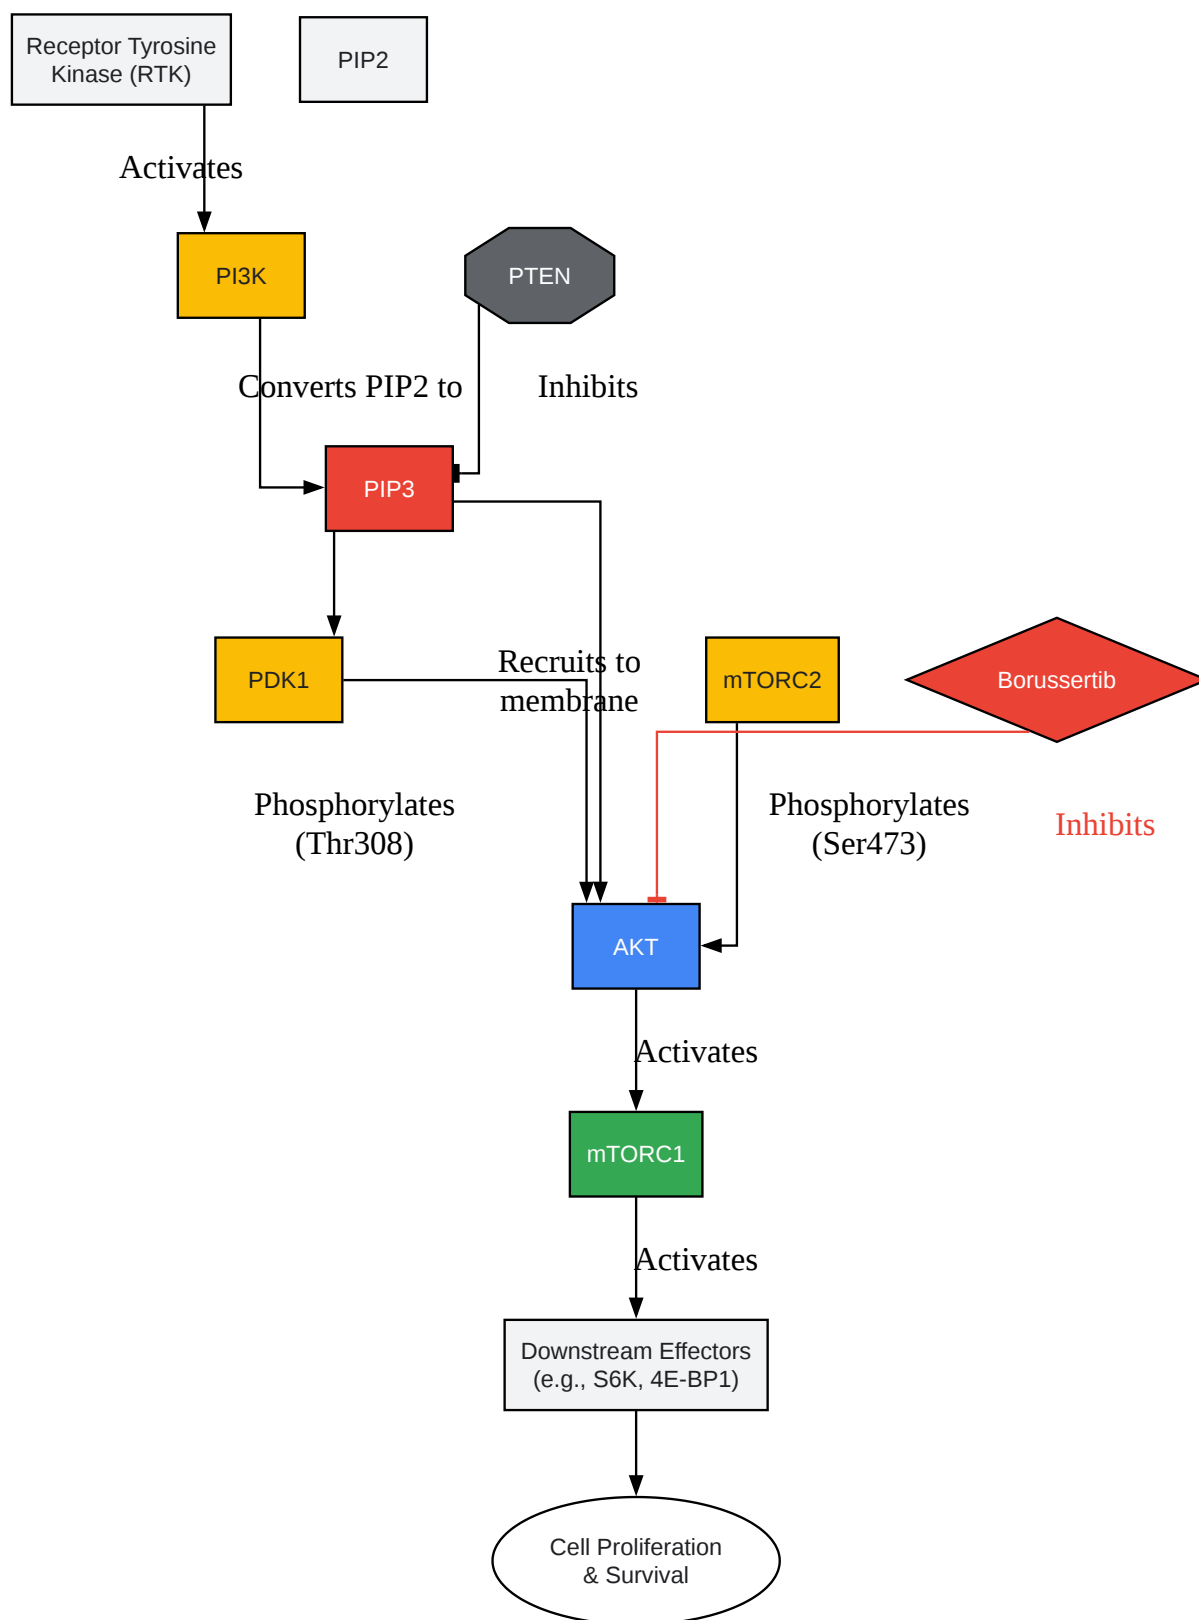 Receptor Tyrosine
Kinase (RTK)
PIP2
Activates
PI3K
PTEN
Converts PIP2 to
Inhibits
PIP3
PDK1
Recruits to
membrane
mTORC2
Borussertib
Phosphorylates
(Thr308)
Phosphorylates
(Ser473)
Inhibits
AKT
Activates
mTORC1
Activates
Downstream Effectors
(e.g., S6K, 4E-BP1)
Cell Proliferation
& Survival